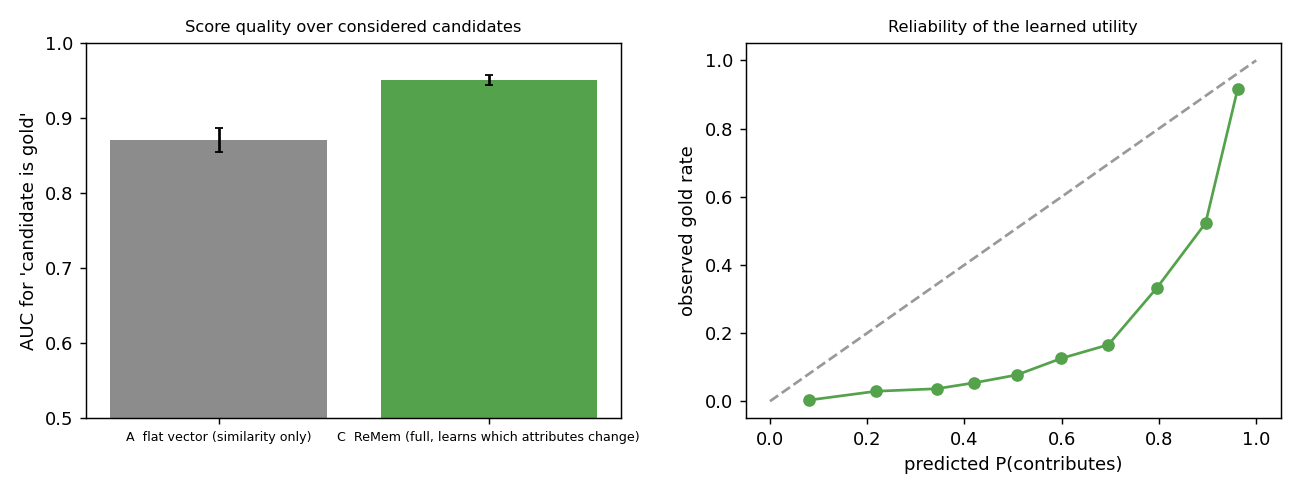 Score quality over considered candidates
AUC for 'candidate is gold'
1.0
0.9
0.8
0.7
0.6
0.5
A  flat vector (similarity only)
C  ReMem (full, learns which attributes change)
Reliability of the learned utility
observed gold rate
1.0
0.8
0.6
0.4
0.2
0.0
0.0
0.2
0.4
0.6
0.8
1.0
predicted P(contributes)